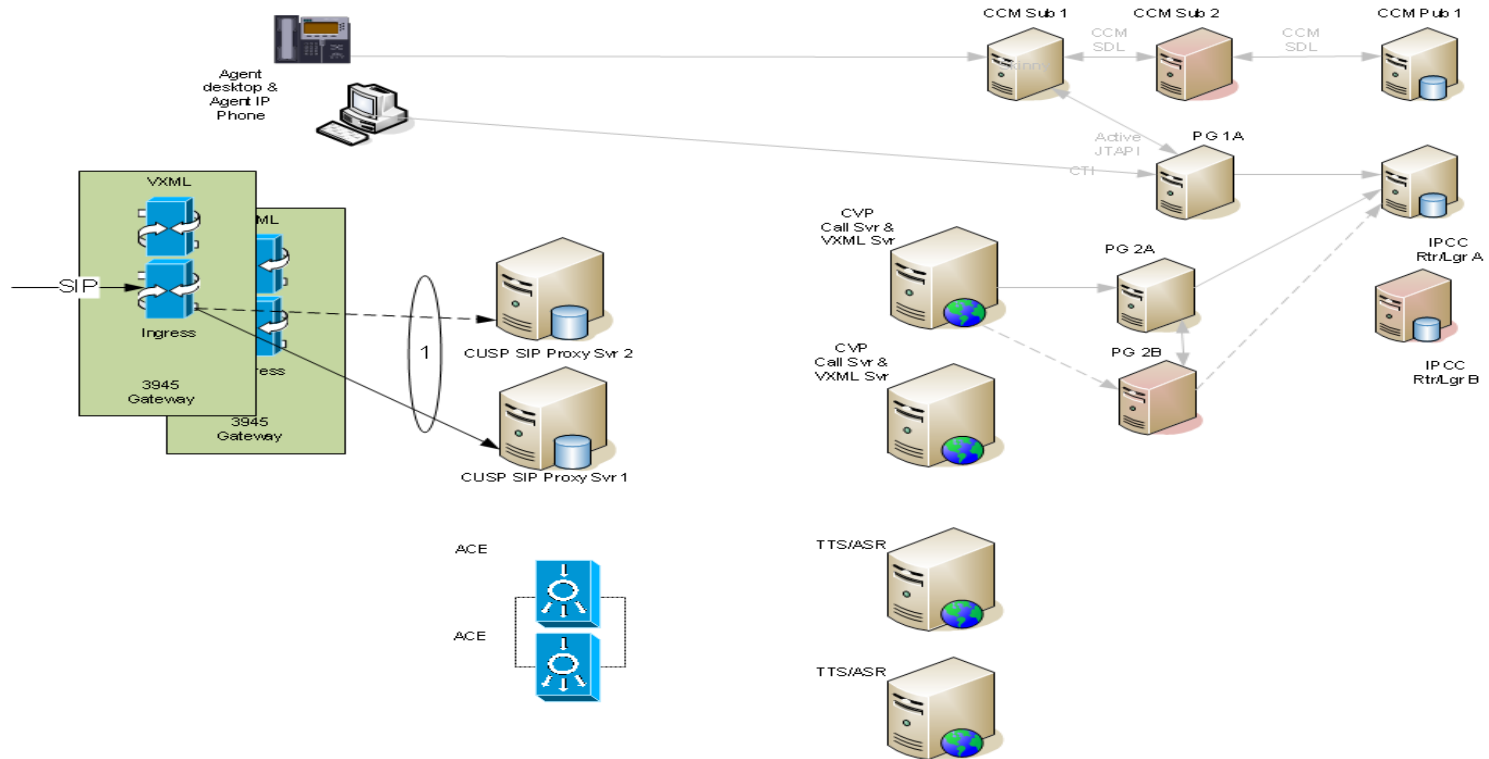 CCM Sub 1
CCM Sub 2
CCM Pub 1
CCM
SDL
CCM
SDL
Skinny
Agent
desktop &
Agent IP
Phone
Active
JTAPI
PG 1A
CTI
VXML
ML
SIP
Ingress
ress
3945
Gateway
3945
Gateway
1
CUSP SIP Proxy Svr 2
CUSP SIP Proxy Svr 1
CVP
Call Svr &
VXML Svr
CVP
Call Svr &
VXML Svr
PG 2A
PG 2B
IPCC
Rtr/Lgr A
IPCC
Rtr/Lgr B
ACE
ACE
TTS/ASR
TTS/ASR